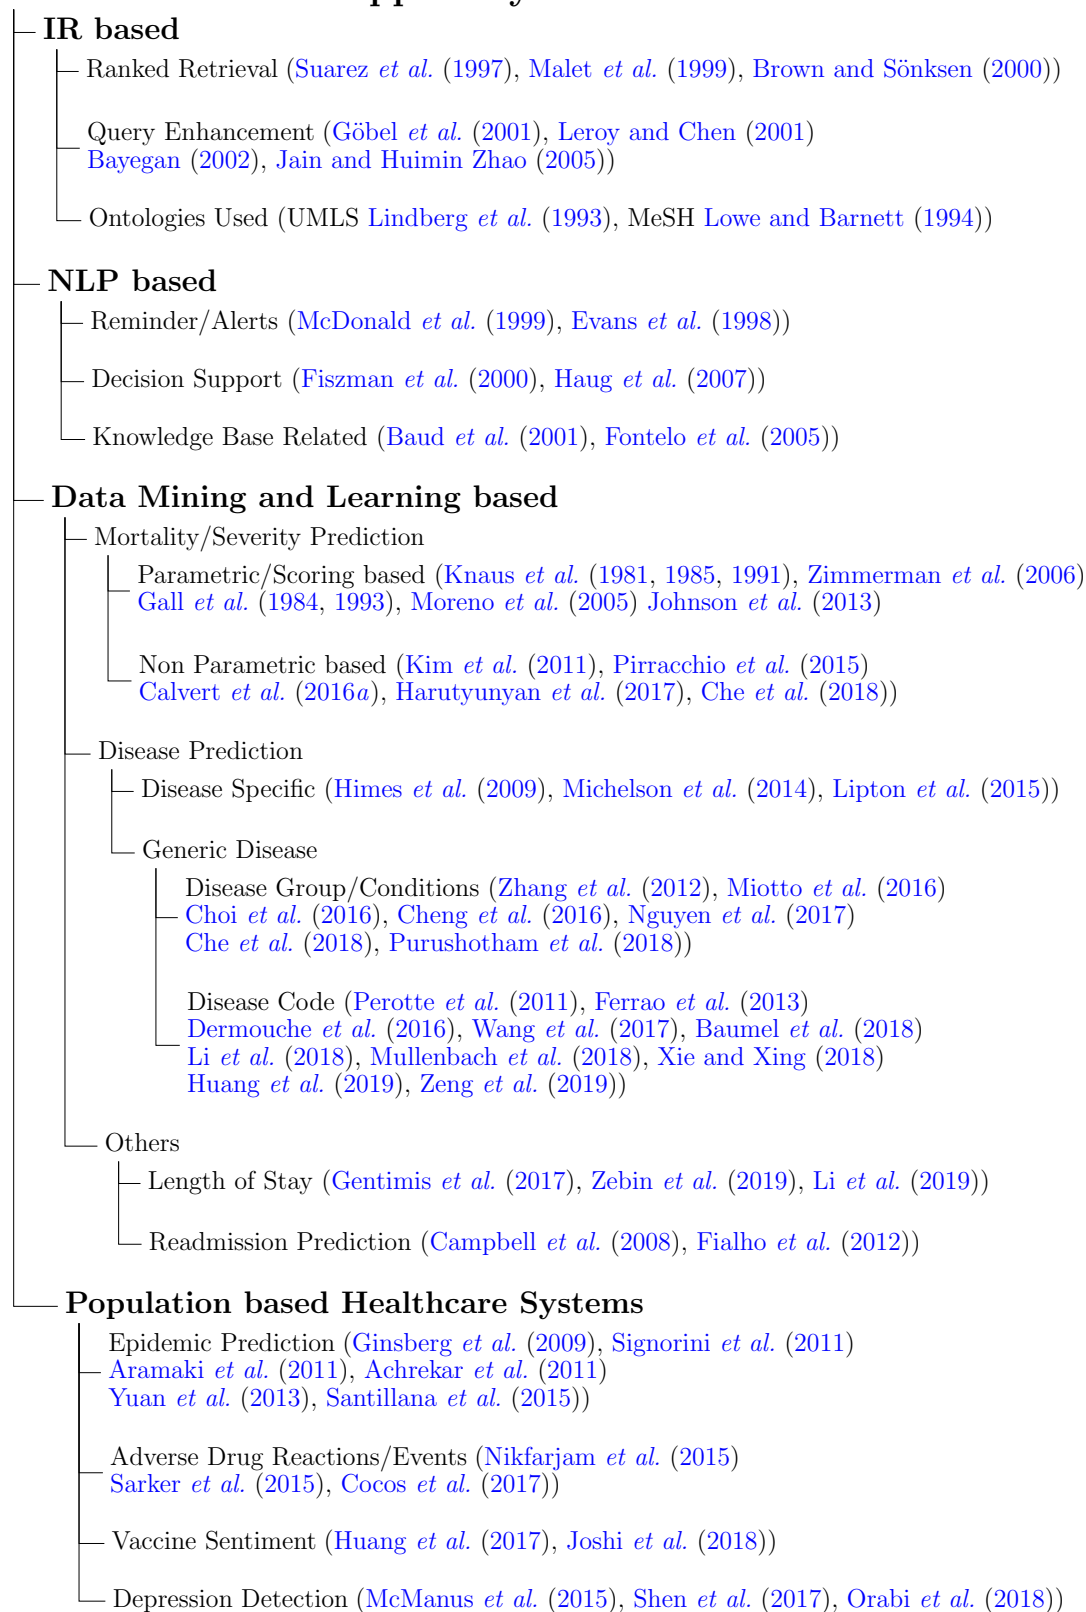 IR based
Ranked Retrieval (Suarez et al. (1997), Malet et al. (1999), Brown and Sönksen (2000))
Query Enhancement (Göbel et al. (2001), Leroy and Chen (2001)
Bayegan (2002), Jain and Huimin Zhao (2005))
Ontologies Used (UMLS Lindberg et al. (1993), MeSH Lowe and Barnett (1994))
NLP based
Reminder/Alerts (McDonald et al. (1999), Evans et al. (1998))
Decision Support (Fiszman et al. (2000), Haug et al. (2007))
Knowledge Base Related (Baud et al. (2001), Fontelo et al. (2005))
Data Mining and Learning based
Mortality/Severity Prediction
Parametric/Scoring based (Knaus et al. (1981, 1985, 1991), Zimmerman et al. (2006)
Gall et al. (1984, 1993), Moreno et al. (2005) Johnson et al. (2013)
Non Parametric based (Kim et al. (2011), Pirracchio et al. (2015)
Calvert et al. (2016a), Harutyunyan et al. (2017), Che et al. (2018))
Disease Prediction
Disease Specific (Himes et al. (2009), Michelson et al. (2014), Lipton et al. (2015))
Generic Disease
Disease Group/Conditions (Zhang et al. (2012), Miotto et al. (2016)
Choi et al. (2016), Cheng et al. (2016), Nguyen et al. (2017)
Che et al. (2018), Purushotham et al. (2018))
Disease Code (Perotte et al. (2011), Ferrao et al. (2013)
Dermouche et al. (2016), Wang et al. (2017), Baumel et al. (2018)
Li et al. (2018), Mullenbach et al. (2018), Xie and Xing (2018)
Huang et al. (2019), Zeng et al. (2019))
Others
Length of Stay (Gentimis et al. (2017), Zebin et al. (2019), Li et al. (2019))
Readmission Prediction (Campbell et al. (2008), Fialho et al. (2012))
Population based Healthcare Systems
Epidemic Prediction (Ginsberg et al. (2009), Signorini et al. (2011)
Aramaki et al. (2011), Achrekar et al. (2011)
Yuan et al. (2013), Santillana et al. (2015))
Adverse Drug Reactions/Events (Nikfarjam et al. (2015)
Sarker et al. (2015), Cocos et al. (2017))
Vaccine Sentiment (Huang et al. (2017), Joshi et al. (2018))
Depression Detection (McManus et al. (2015), Shen et al. (2017), Orabi et al. (2018))